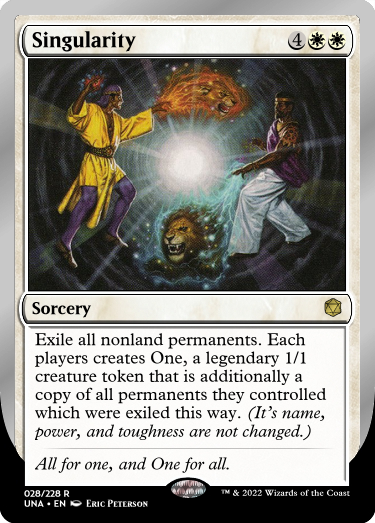 Singularity 4
Sorcery
Exile all nonland permanents. Each
players creates One, a legendary 1/1
creature token that is additionally a
copy of all permanents they controlled
which were exiled this way. (It's name,
power, and toughness are not changed.)
All for one, and One for all.
028/228 R
UNA • EN Eric Peterson
™ & 2022 Wizards of the Coast